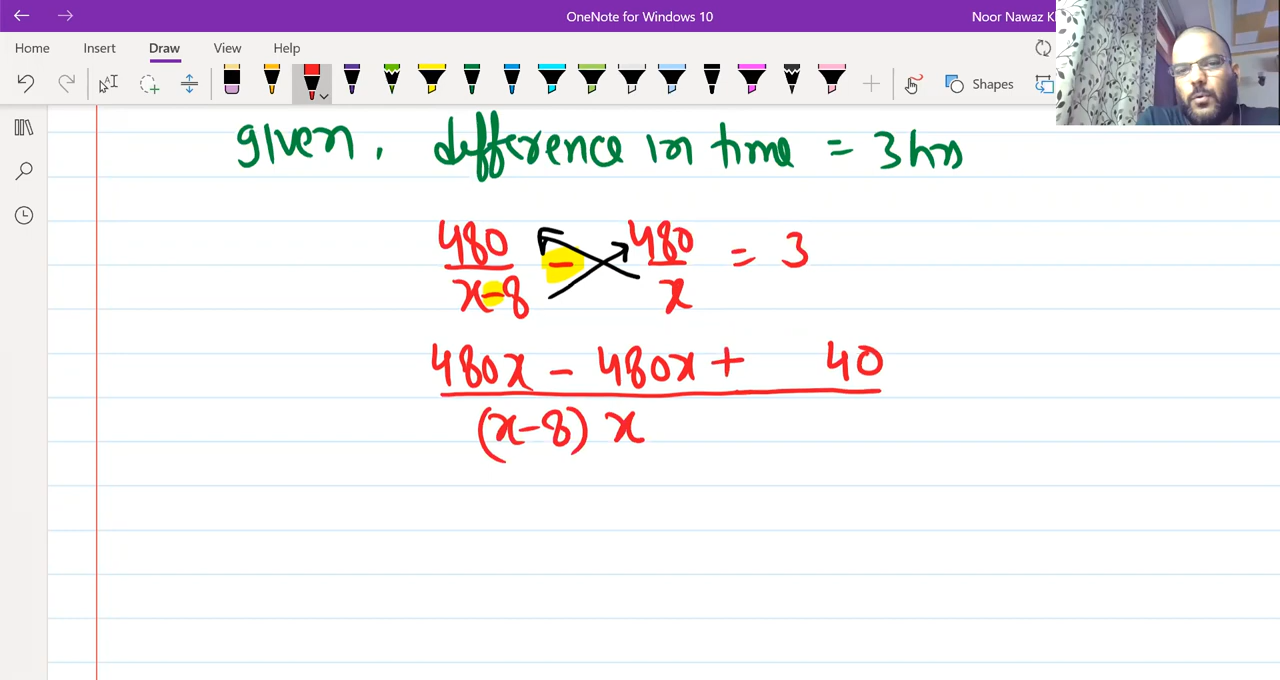 OneNote for Windows 10
Noor Nawaz K
Home Insert Draw View Help
Shapes
given, difference in time = 3 hrs
480/(x-8) - 480/x = 3
480x - 480x + 40
(x-8) x